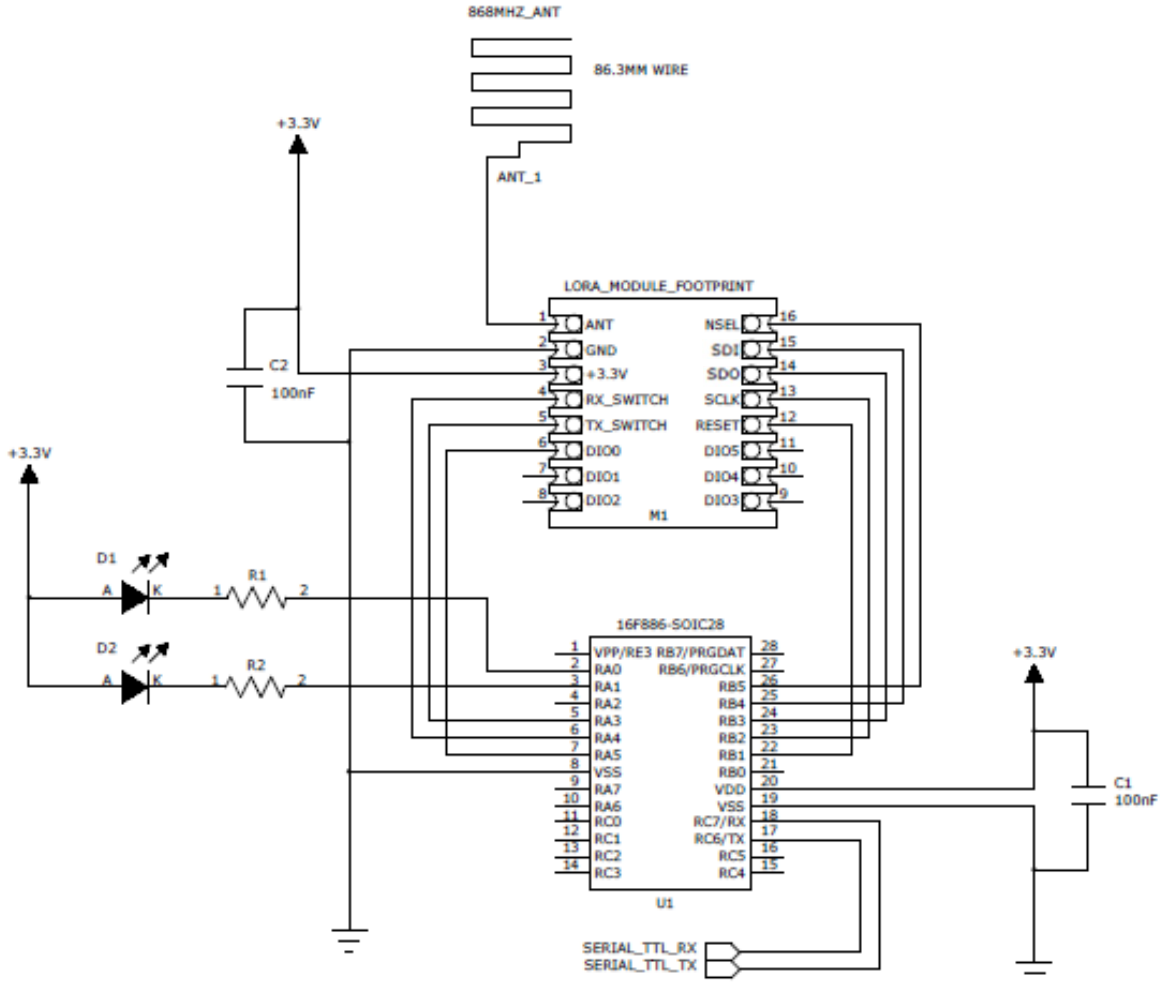 868MHZ_ANT
86.3MM WIRE
+3.3V
ANT_1
LORA_MODULE_FOOTPRINT
1 ANT NSEL 16
2 GND SDI 15
3 +3.3V SDO 14
4 RX_SWITCH SCLK 13
5 TX_SWITCH RESET 12
6 DIO0 DIO5 11
7 DIO1 DIO4 10
8 DIO2 DIO3 9
M1
C2
100nF
+3.3V
D1
A K 1 R1 2
D2
A K 1 R2 2
16F886-SOIC28
1 VPP/RE3 RB7/PRGDAT 28
2 RA0 RB6/PRGCLK 27
3 RA1 RB5 26
4 RA2 RB4 25
5 RA3 RB3 24
6 RA4 RB2 23
7 RA5 RB1 22
8 VSS RB0 21
9 RA7 VDD 20
10 RA6 VSS 19
11 RC0 RC7/RX 18
12 RC1 RC6/TX 17
13 RC2 RC5 16
14 RC3 RC4 15
U1
+3.3V
C1
100nF
SERIAL_TTL_RX
SERIAL_TTL_TX